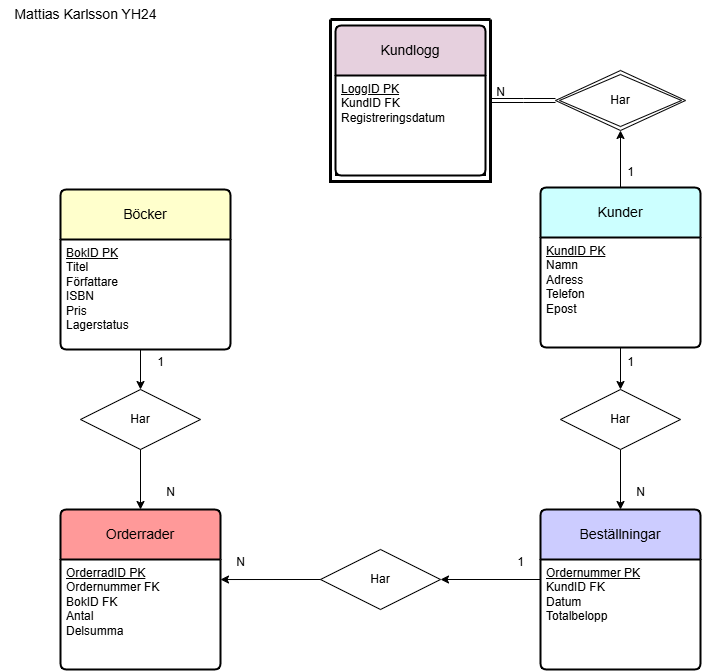 Mattias Karlsson YH24
Kundlogg
LoggID PK
KundID FK
Registreringsdatum
N
Har
1
Kunder
KundID PK
Namn
Adress
Telefon
Epost
Böcker
BokID PK
Titel
Författare
ISBN
Pris
Lagerstatus
1
Har
N
1
Har
N
Orderrader
OrderradID PK
Ordernummer FK
BokID FK
Antal
Delsumma
N
Har
1
Beställningar
Ordernummer PK
KundID FK
Datum
Totalbelopp